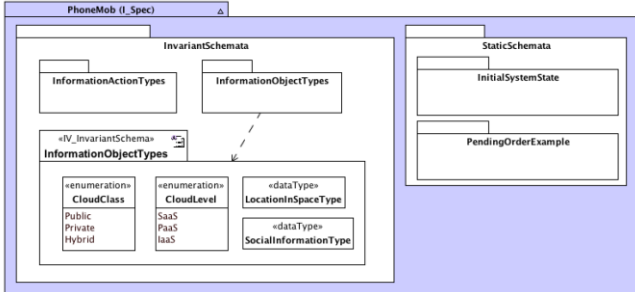 PhoneMob (I_Spec)
InvariantSchemata
InformationActionTypes
InformationObjectTypes
«IV_InvariantSchema»
InformationObjectTypes
«enumeration»
CloudClass
Public
Private
Hybrid
«enumeration»
CloudLevel
SaaS
PaaS
IaaS
«dataType»
LocationInSpaceType
«dataType»
SocialInformationType
StaticSchemata
InitialSystemState
PendingOrderExample